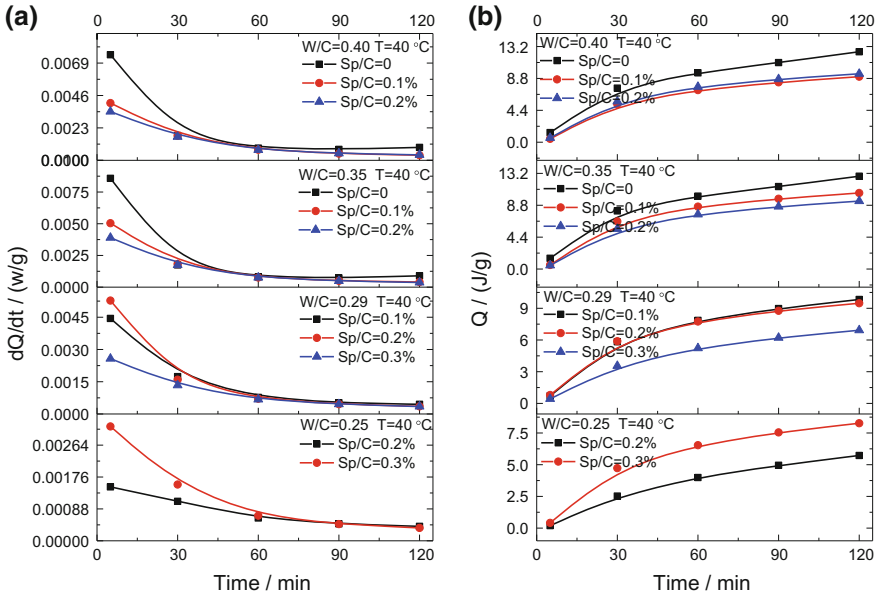 (a)
0 30 60 90 120
W/C=0.40 T=40 °C
Sp/C=0
Sp/C=0.1%
Sp/C=0.2%
0.0069
0.0046
0.0023
0.0000
0.0100
W/C=0.35 T=40 °C
Sp/C=0
Sp/C=0.1%
Sp/C=0.2%
0.0075
0.0050
0.0025
0.0000
W/C=0.29 T=40 °C
Sp/C=0.1%
Sp/C=0.2%
Sp/C=0.3%
0.0045
0.0030
0.0015
0.0000
W/C=0.25 T=40 °C
Sp/C=0.2%
Sp/C=0.3%
0.00264
0.00176
0.00088
0.00000
0 30 60 90 120
Time / min
dQ/dt / (w/g)
(b)
0 30 60 90 120
W/C=0.40 T=40 °C
Sp/C=0
Sp/C=0.1%
Sp/C=0.2%
13.2
8.8
4.4
0.0
W/C=0.35 T=40 °C
Sp/C=0
Sp/C=0.1%
Sp/C=0.2%
13.2
8.8
4.4
0.0
W/C=0.29 T=40 °C
Sp/C=0.1%
Sp/C=0.2%
Sp/C=0.3%
9
6
3
0
W/C=0.25 T=40 °C
Sp/C=0.2%
Sp/C=0.3%
7.5
5.0
2.5
0.0
0 30 60 90 120
Time / min
Q / (J/g)